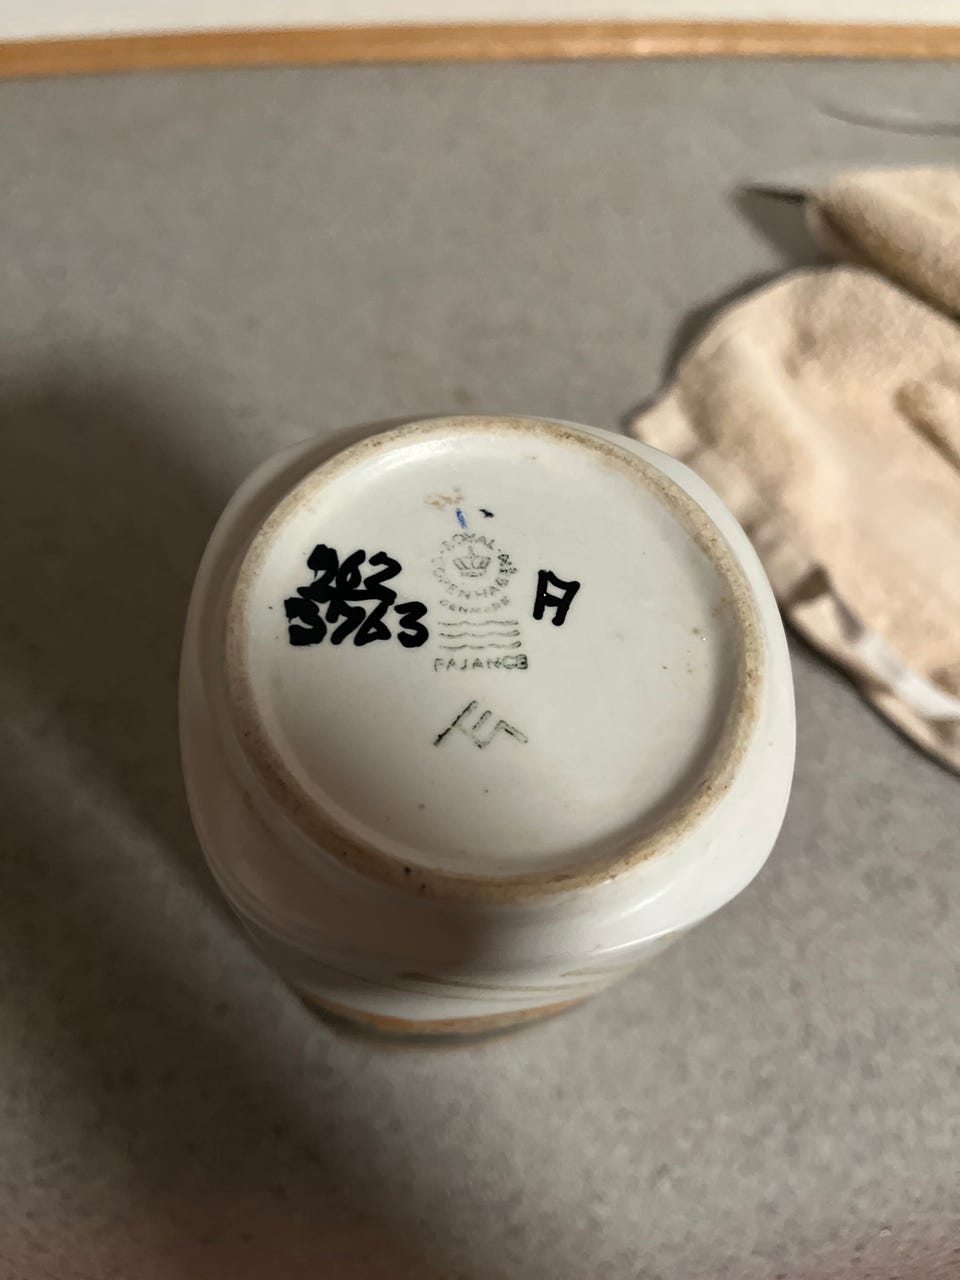 ROYAL COPENHAGEN
DENMARK
262
3763
FAJANCE